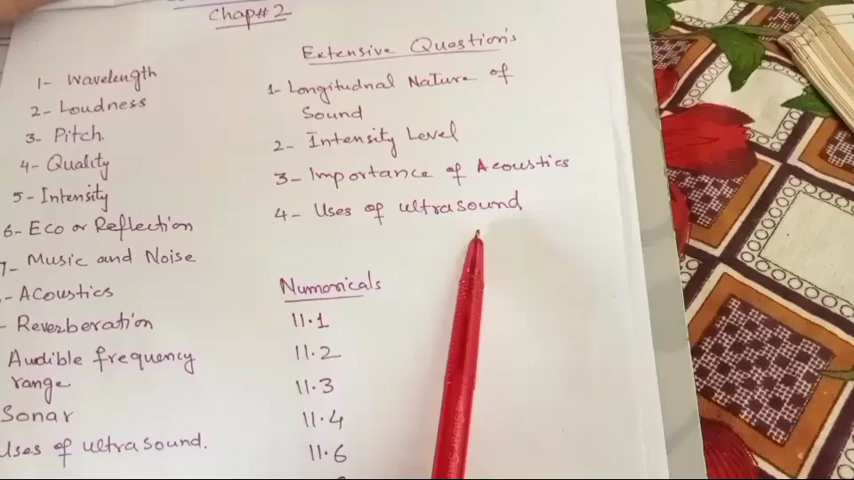 Chap# 2
1- Wavelength
2- Loudness
3- Pitch
4- Quality
5- Intensity
6- Eco or Reflection
7- Music and Noise
- Acoustics
- Reverberation
Audible frequency
range
Sonar
Uses of ultrasound.
Extensive Question's
1- Longitudnal Nature of
Sound
2- Intensity Level
3- Importance of Acoustics
4- Uses of ultrasound
Numericals
11.1
11.2
11.3
11.4
11.6